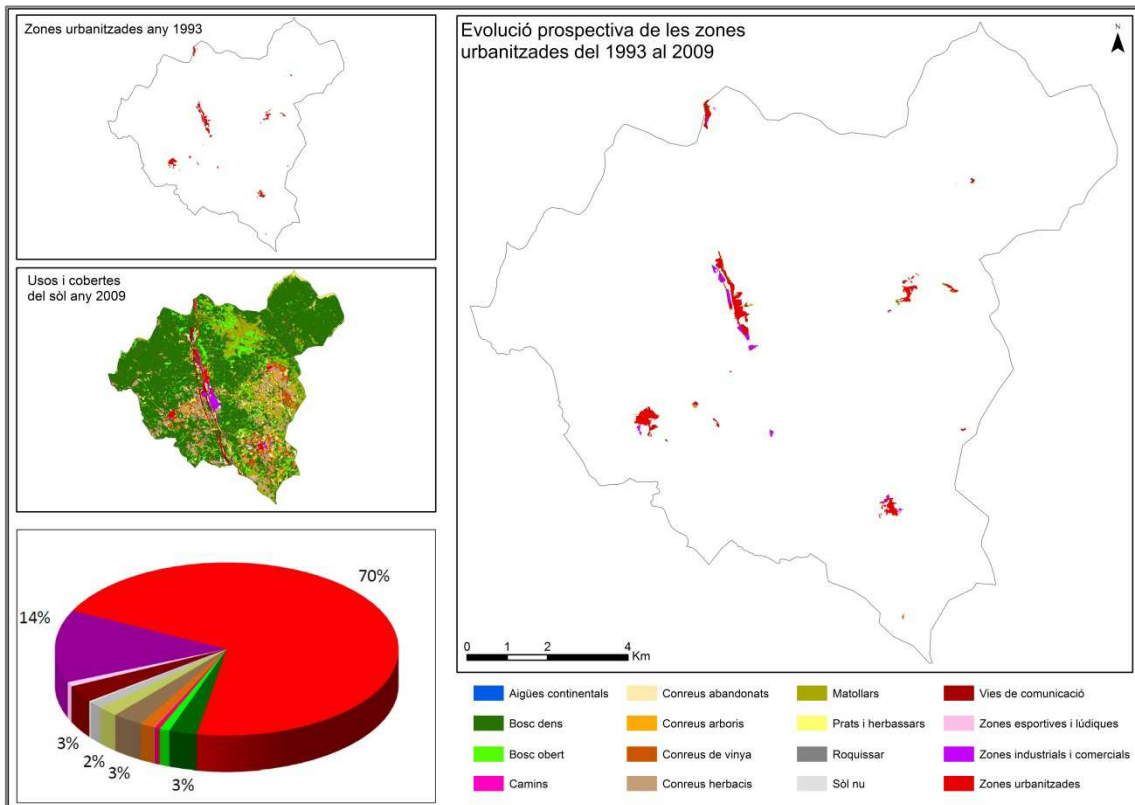 Zones urbanitzades any 1993
Usos i cobertes
del sòl any 2009
70%
14%
3%
2%
3%
3%
Evolució prospectiva de les zones
urbanitzades del 1993 al 2009
N
0 1 2 4
Km
Aigües continentals
Bosc dens
Bosc obert
Camins
Conreus abandonats
Conreus arboris
Conreus de vinya
Conreus herbacis
Matollars
Prats i herbassars
Roquissar
Sòl nu
Vies de comunicació
Zones esportives i lúdiques
Zones industrials i comercials
Zones urbanitzades